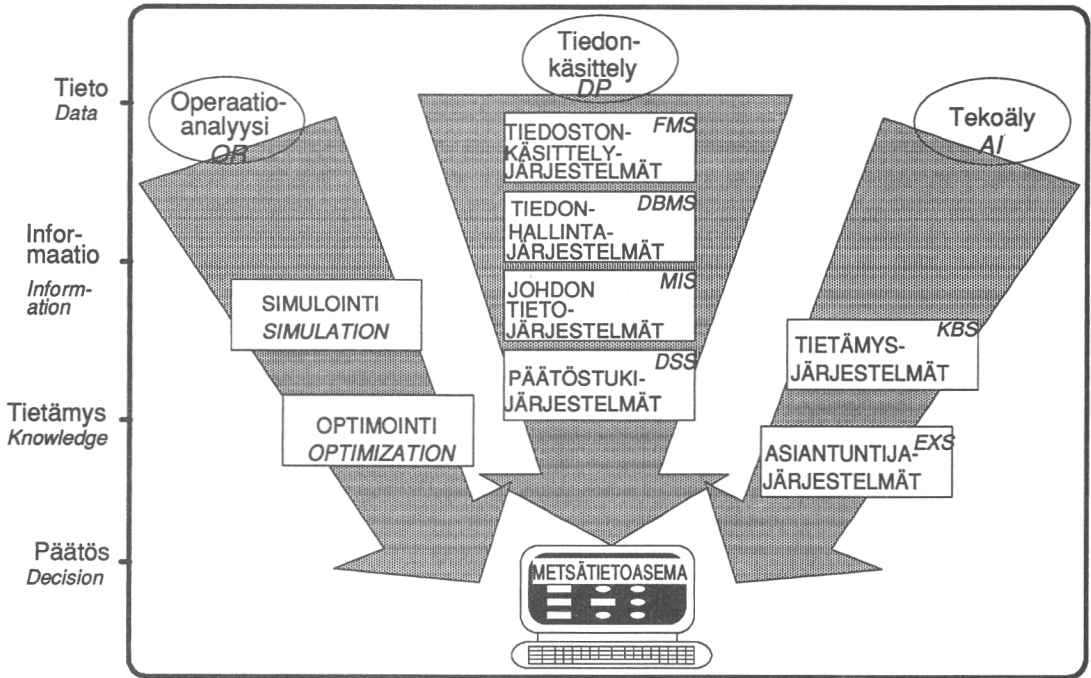 Tieto
Data
Infor-
maatio
Inform-
ation
Tietämys
Knowledge
Päätös
Decision
Operaatio-
analyysi
OR
SIMULOINTI
SIMULATION
OPTIMOINTI
OPTIMIZATION
Tiedon-
käsittely
DP
FMS
TIEDOSTON-
KÄSITTELY-
JÄRJESTELMÄT
DBMS
TIEDON-
HALLINTA-
JÄRJESTELMÄT
MIS
JOHDON
TIETO-
JÄRJESTELMÄT
DSS
PÄÄTÖSTUKI-
JÄRJESTELMÄT
Tekoäly
AI
KBS
TIETÄMYS-
JÄRJESTELMÄT
EXS
ASIANTUNTIJA-
JÄRJESTELMÄT
METSÄTIETOASEMA